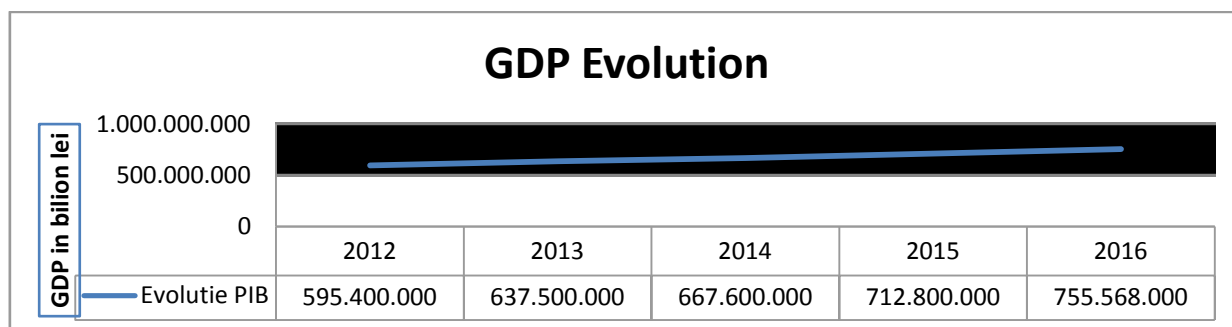 GDP Evolution
GDP in bilion lei
1.000.000.000
500.000.000
0
2012 2013 2014 2015 2016
Evolutie PIB 595.400.000 637.500.000 667.600.000 712.800.000 755.568.000